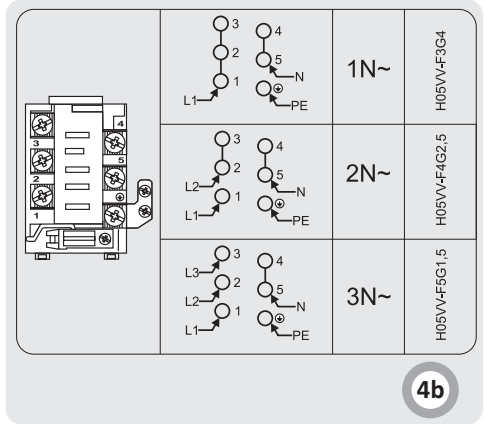 3
2
1
4
5
3 4
2
5
1 N
L1 PE
1N~
H05VV-F3G4
3 4
2
L2 5
1 N
L1 PE
2N~
H05VV-F4G2,5
L3 3 4
L2 2 5
N
L1 1 PE
3N~
H05VV-F5G1,5
4b